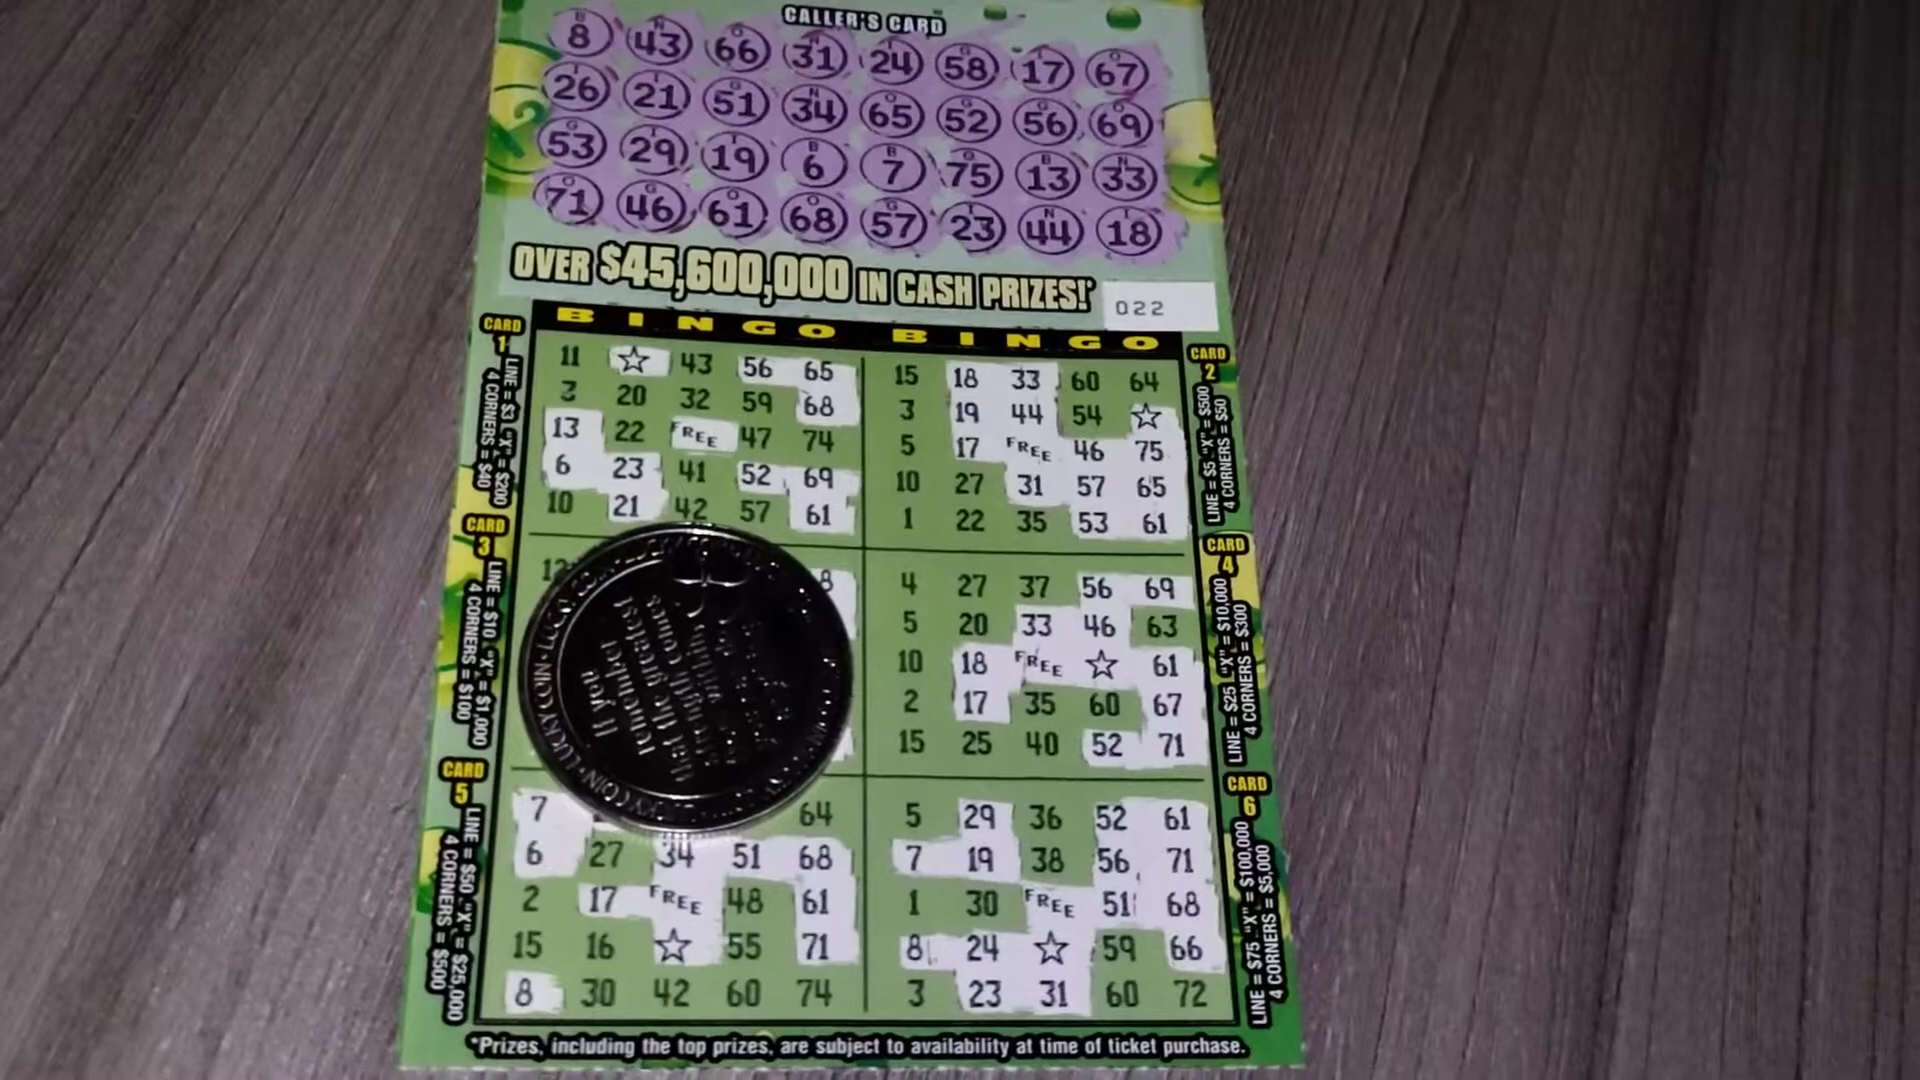 CALLER'S CARD
B 8 N 43 O 66 N 31 I 24 G 58 I 17 O 67
I 26 I 21 G 51 N 34 O 65 G 52 G 56 O 69
G 53 I 29 I 19 B 6 B 7 O 75 B 13 N 33
O 71 G 46 O 61 O 68 G 57 I 23 N 44 I 18
OVER $45,600,000 IN CASH PRIZES!*
022
B I N G O B I N G O
CARD 1
LINE = $3 "X" = $200
4 CORNERS = $40
11 ☆ 43 56 65
3 20 32 59 68
13 22 FREE 47 74
6 23 41 52 69
10 21 42 57 61
CARD 2
LINE = $5 "X" = $500
4 CORNERS = $50
15 18 33 60 64
3 19 44 54 ☆
5 17 FREE 46 75
10 27 31 57 65
1 22 35 53 61
CARD 3
LINE = $10 "X" = $1,000
4 CORNERS = $100
12
LUCKY COIN · LUCKY COIN
If you
remember
the greatest
CARD 4
LINE = $25 "X" = $10,000
4 CORNERS = $300
4 27 37 56 69
5 20 33 46 63
10 18 FREE ☆ 61
2 17 35 60 67
15 25 40 52 71
CARD 5
LINE = $50 "X" = $25,000
4 CORNERS = $500
7 64
6 27 34 51 68
2 17 FREE 48 61
15 16 ☆ 55 71
8 30 42 60 74
CARD 6
LINE = $75 "X" = $100,000
4 CORNERS = $5,000
5 29 36 52 61
7 19 38 56 71
1 30 FREE 51 68
8 24 ☆ 59 66
3 23 31 60 72
*Prizes, including the top prizes, are subject to availability at time of ticket purchase.